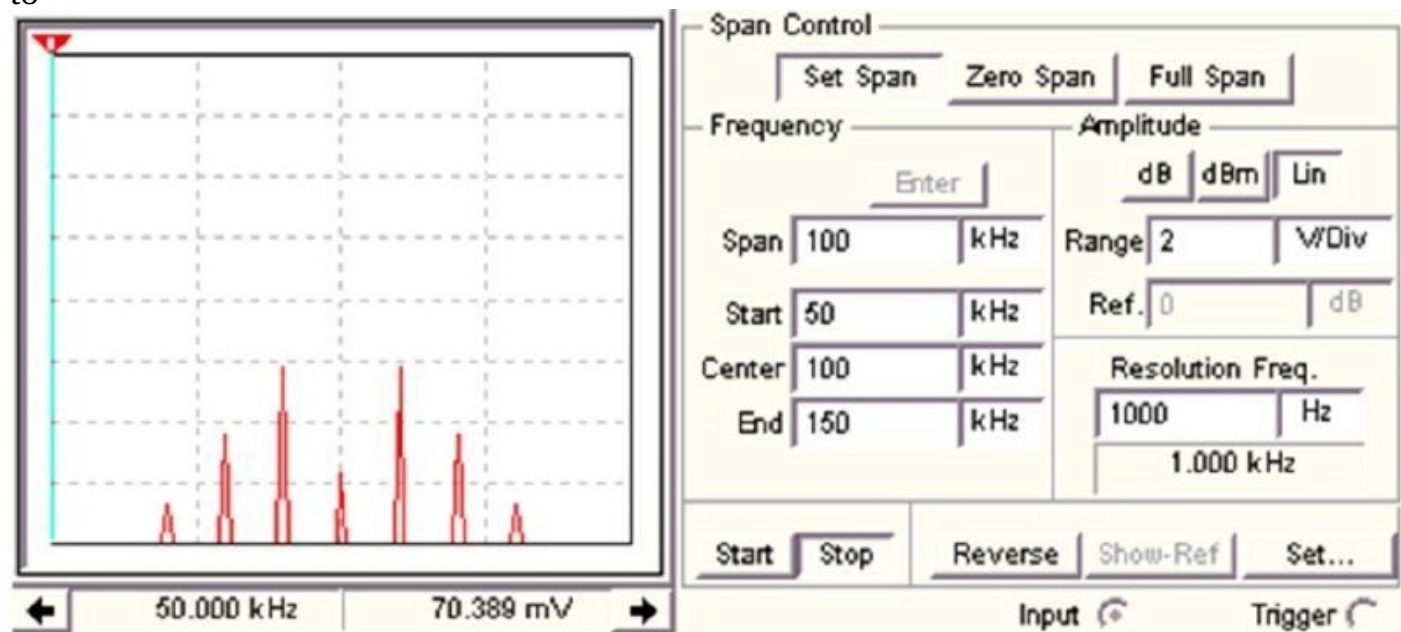 to
Span Control
Set Span Zero Span Full Span
Frequency
Enter
Span 100 kHz
Start 50 kHz
Center 100 kHz
End 150 kHz
Amplitude
dB dBm Lin
Range 2 V/Div
Ref. 0 dB
Resolution Freq.
1000 Hz
1.000 kHz
Start Stop Reverse Show-Ref Set...
50.000 kHz 70.389 mV
Input Trigger